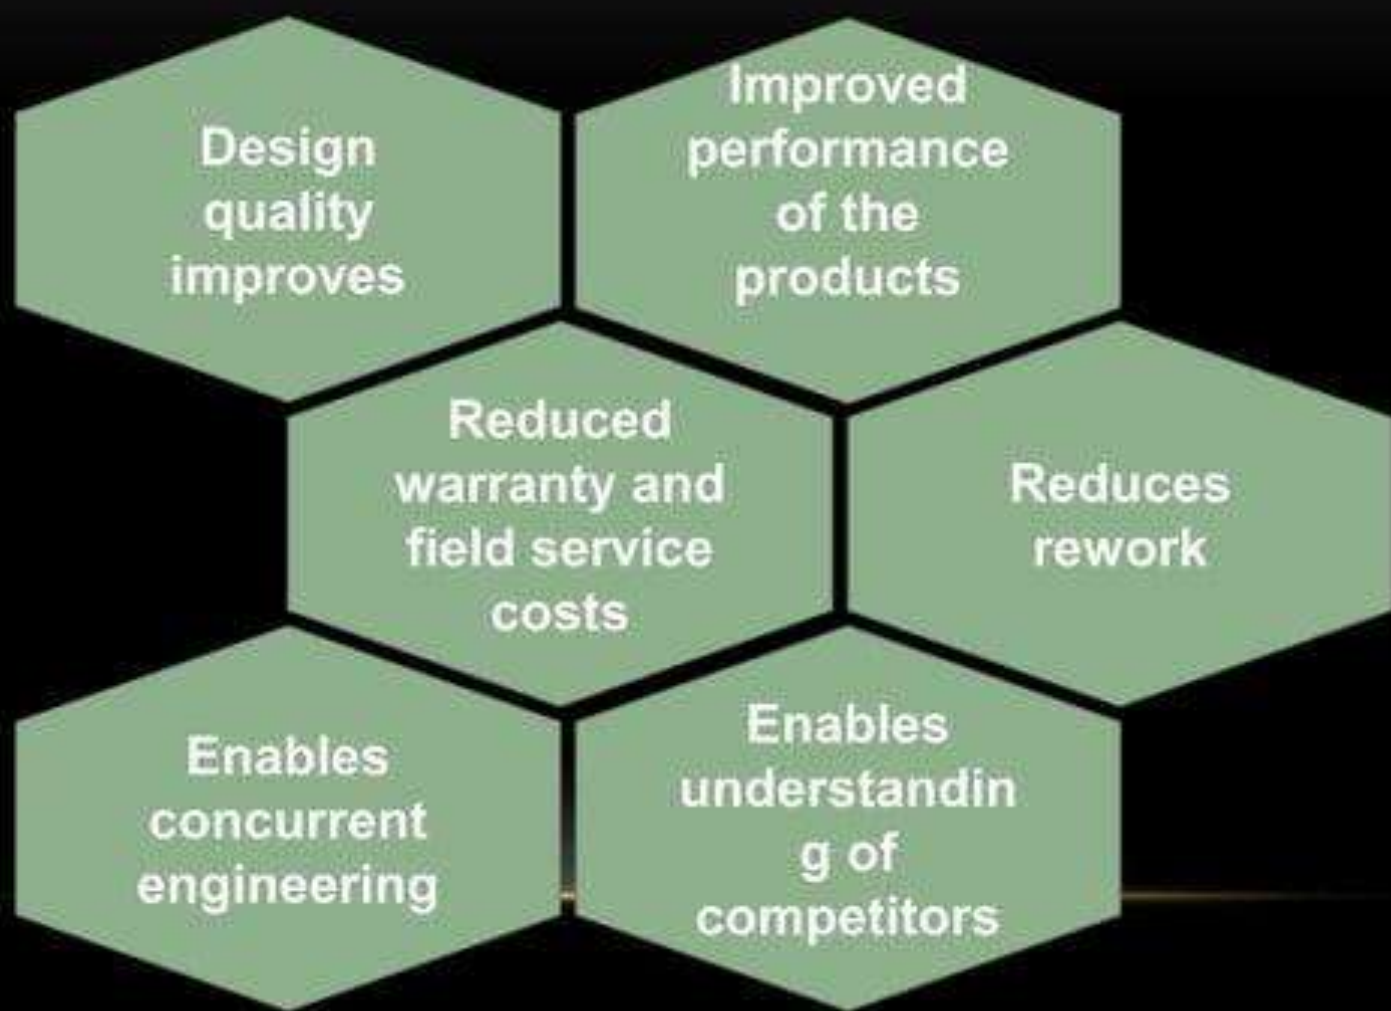 Design
quality
improves
Improved
performance
of the
products
Reduced
warranty and
field service
costs
Reduces
rework
Enables
concurrent
engineering
Enables
understandin
g of
competitors